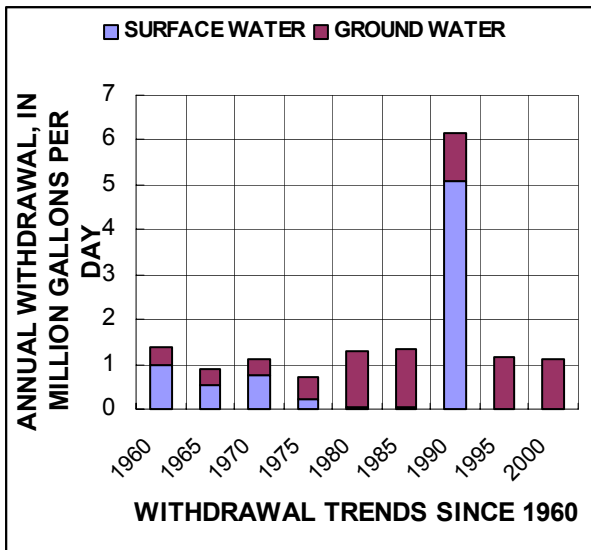 SURFACE WATER GROUND WATER
ANNUAL WITHDRAWAL, IN
MILLION GALLONS PER
DAY
7
6
5
4
3
2
1
0
1960 1965 1970 1975 1980 1985 1990 1995 2000
WITHDRAWAL TRENDS SINCE 1960